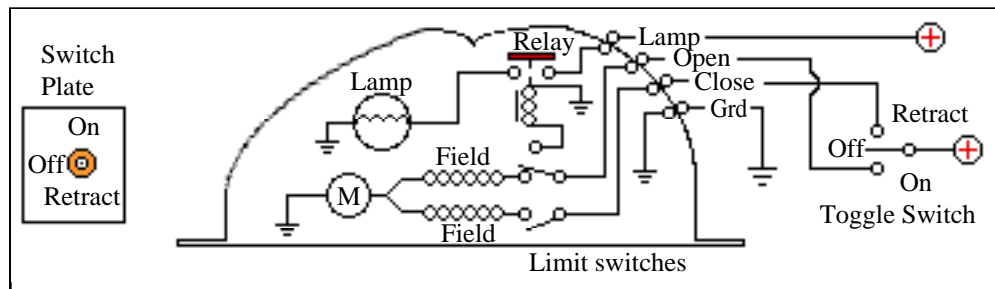 Switch
Plate
On
Off
Retract
Lamp
Relay
Lamp
Open
Close
Grd
Field
M
Field
Limit switches
Retract
Off
On
Toggle Switch